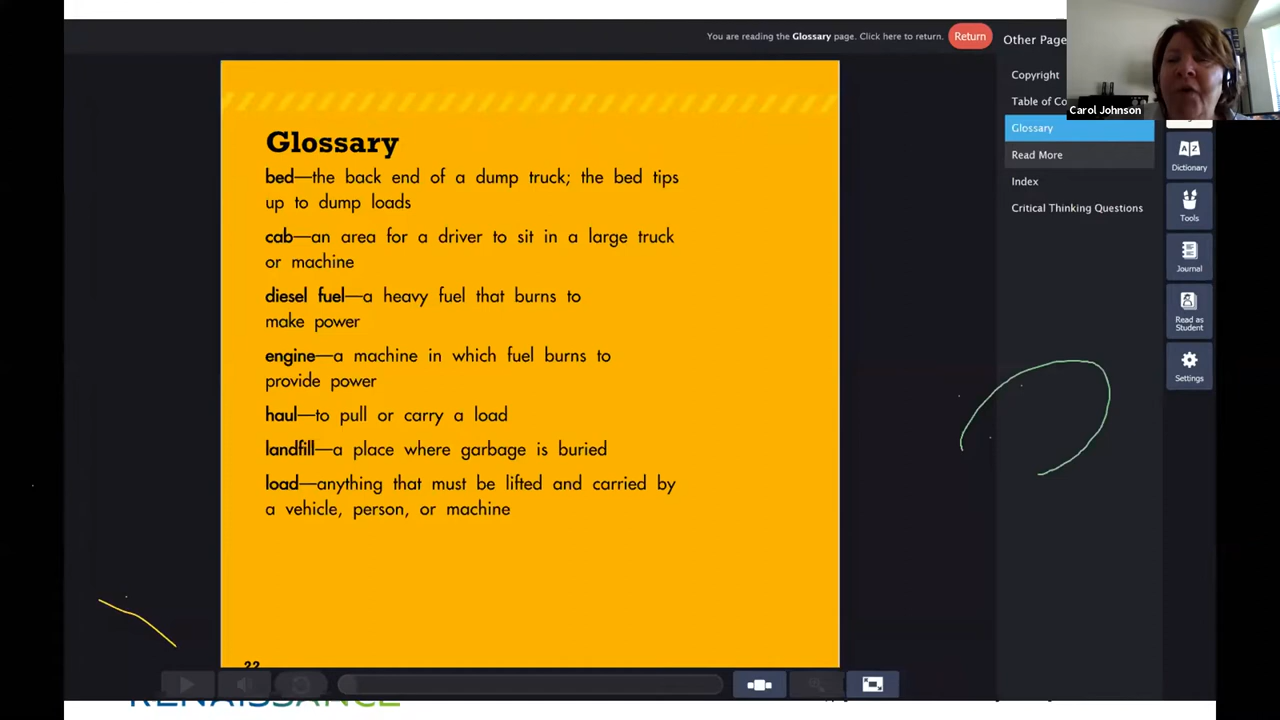 You are reading the Glossary page. Click here to return.
Return
Other Pag
Carol Johnson
Copyright
Table of Co
Glossary
Read More
Index
Critical Thinking Questions
Dictionary
Tools
Journal
Read as
Student
Settings
Glossary
bed—the back end of a dump truck; the bed tips
up to dump loads
cab—an area for a driver to sit in a large truck
or machine
diesel fuel—a heavy fuel that burns to
make power
engine—a machine in which fuel burns to
provide power
haul—to pull or carry a load
landfill—a place where garbage is buried
load—anything that must be lifted and carried by
a vehicle, person, or machine
22
RENAISSANCE